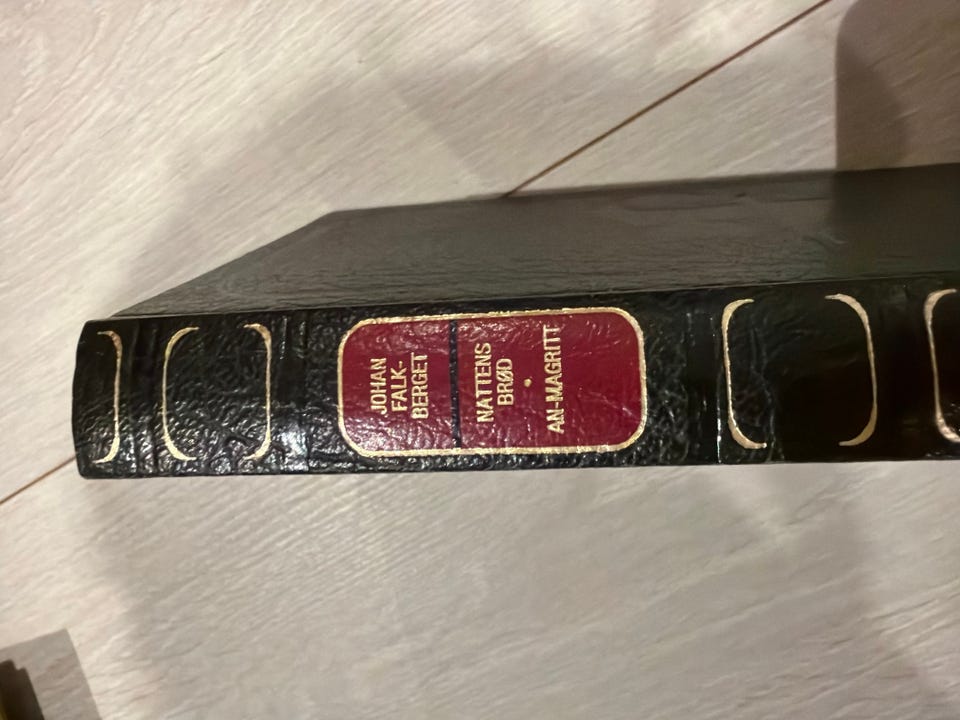 JOHAN
FALK-
BERGET
NATTENS
BRØD
•
AN-MAGRITT